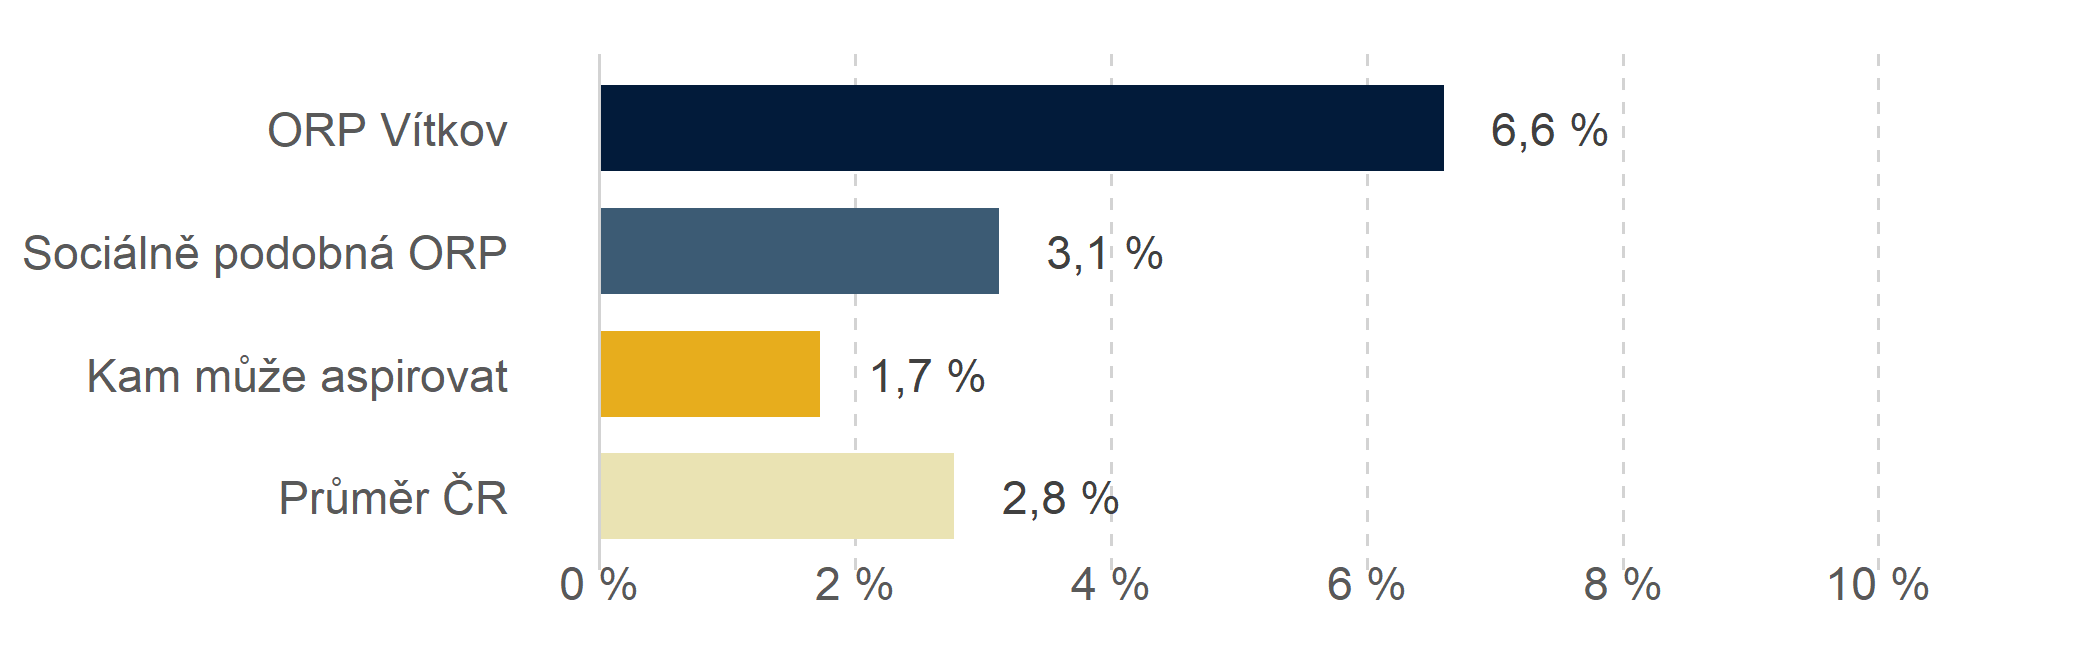 ORP Vítkov 6,6 %
Sociálně podobná ORP 3,1 %
Kam může aspirovat 1,7 %
Průměr ČR 2,8 %
0 % 2 % 4 % 6 % 8 % 10 %